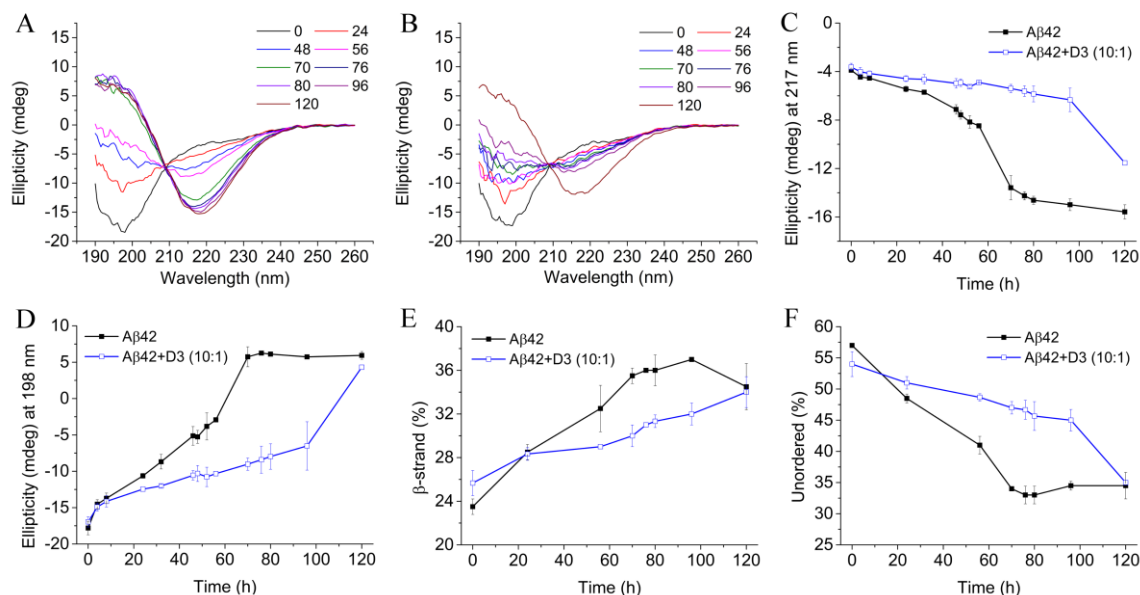 A
Ellipticity (mdeg)
15
10
5
0
-5
-10
-15
-20
0 24
48 56
70 76
80 96
120
190 200 210 220 230 240 250 260
Wavelength (nm)
B
Ellipticity (mdeg)
15
10
5
0
-5
-10
-15
-20
0 24
48 56
70 76
80 96
120
190 200 210 220 230 240 250 260
Wavelength (nm)
C
Ellipticity (mdeg) at 217 nm
0
-4
-8
-12
-16
Aβ42
Aβ42+D3 (10:1)
0 20 40 60 80 100 120
Time (h)
D
Ellipticity (mdeg) at 198 nm
10
5
0
-5
-10
-15
-20
Aβ42
Aβ42+D3 (10:1)
0 20 40 60 80 100 120
Time (h)
E
β-strand (%)
40
36
32
28
24
20
Aβ42
Aβ42+D3 (10:1)
0 20 40 60 80 100 120
Time (h)
F
Unordered (%)
60
55
50
45
40
35
30
25
Aβ42
Aβ42+D3 (10:1)
0 20 40 60 80 100 120
Time (h)